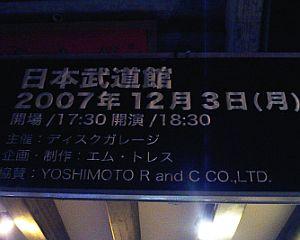 日本武道館
2007年 12月 3日(月)
開場/17:30 開演/18:30
主催：ディスクガレージ
企画・制作：エム・トレス
協賛：YOSHIMOTO R and C CO.,LTD.